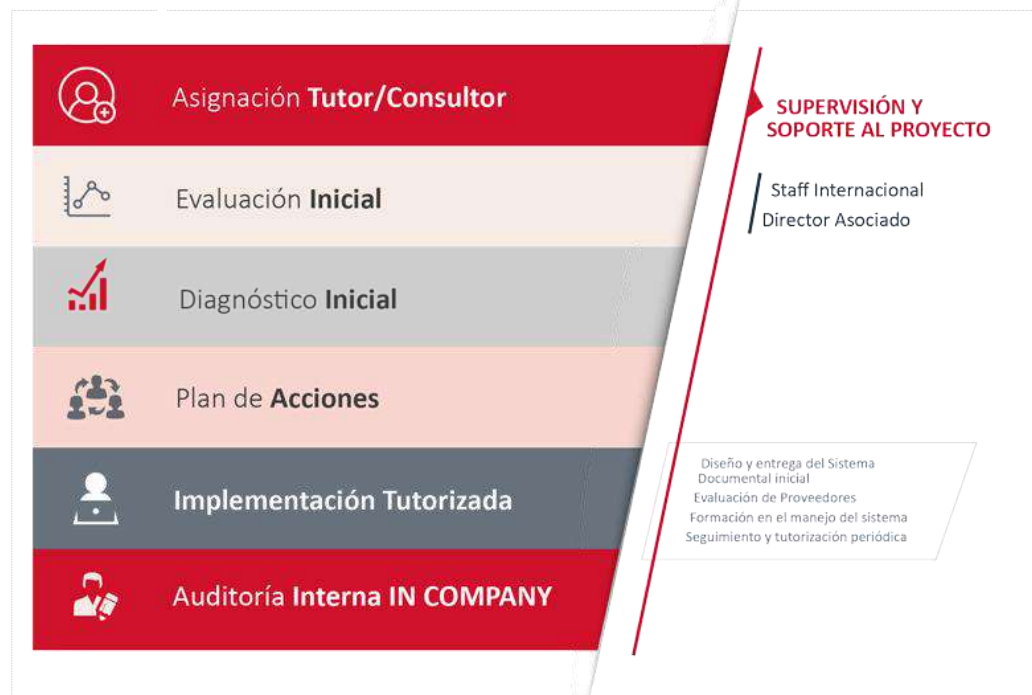 Asignación Tutor/Consultor
Evaluación Inicial
Diagnóstico Inicial
Plan de Acciones
Implementación Tutorizada
Auditoría Interna IN COMPANY
SUPERVISIÓN Y
SOPORTE AL PROYECTO
Staff Internacional
Director Asociado
Diseño y entrega del Sistema
Documental inicial
Evaluación de Proveedores
Formación en el manejo del sistema
Seguimiento y tutorización periódica